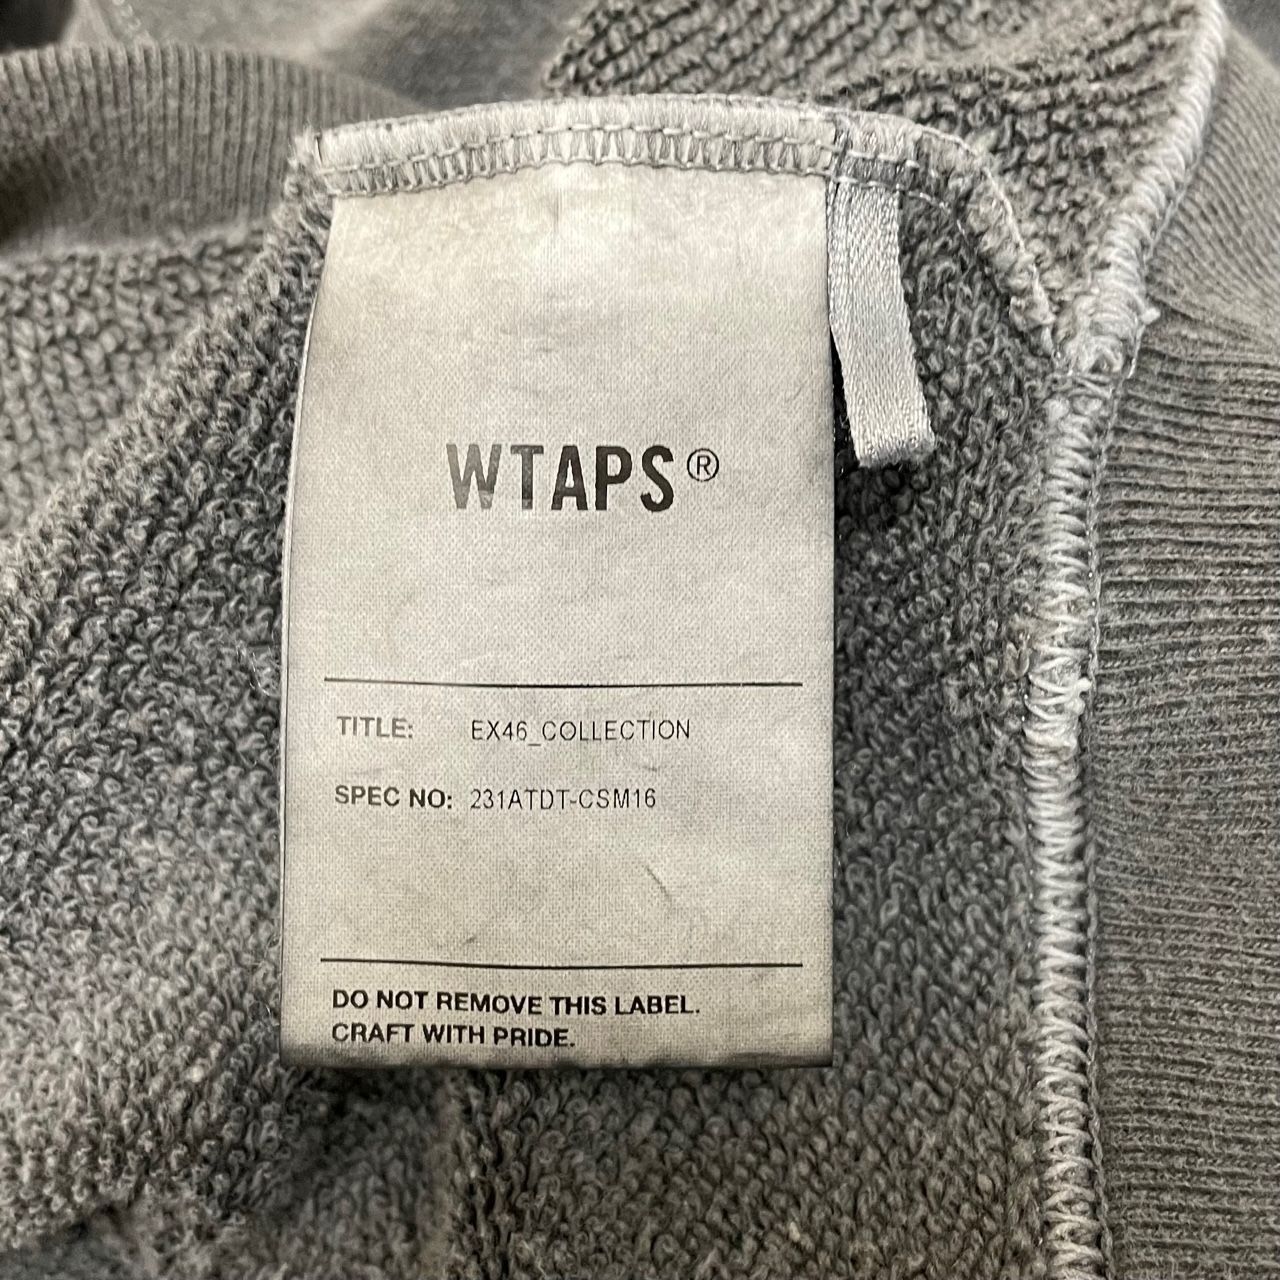 WTAPS®
TITLE: EX46_COLLECTION
SPEC NO: 231ATDT-CSM16
DO NOT REMOVE THIS LABEL.
CRAFT WITH PRIDE.